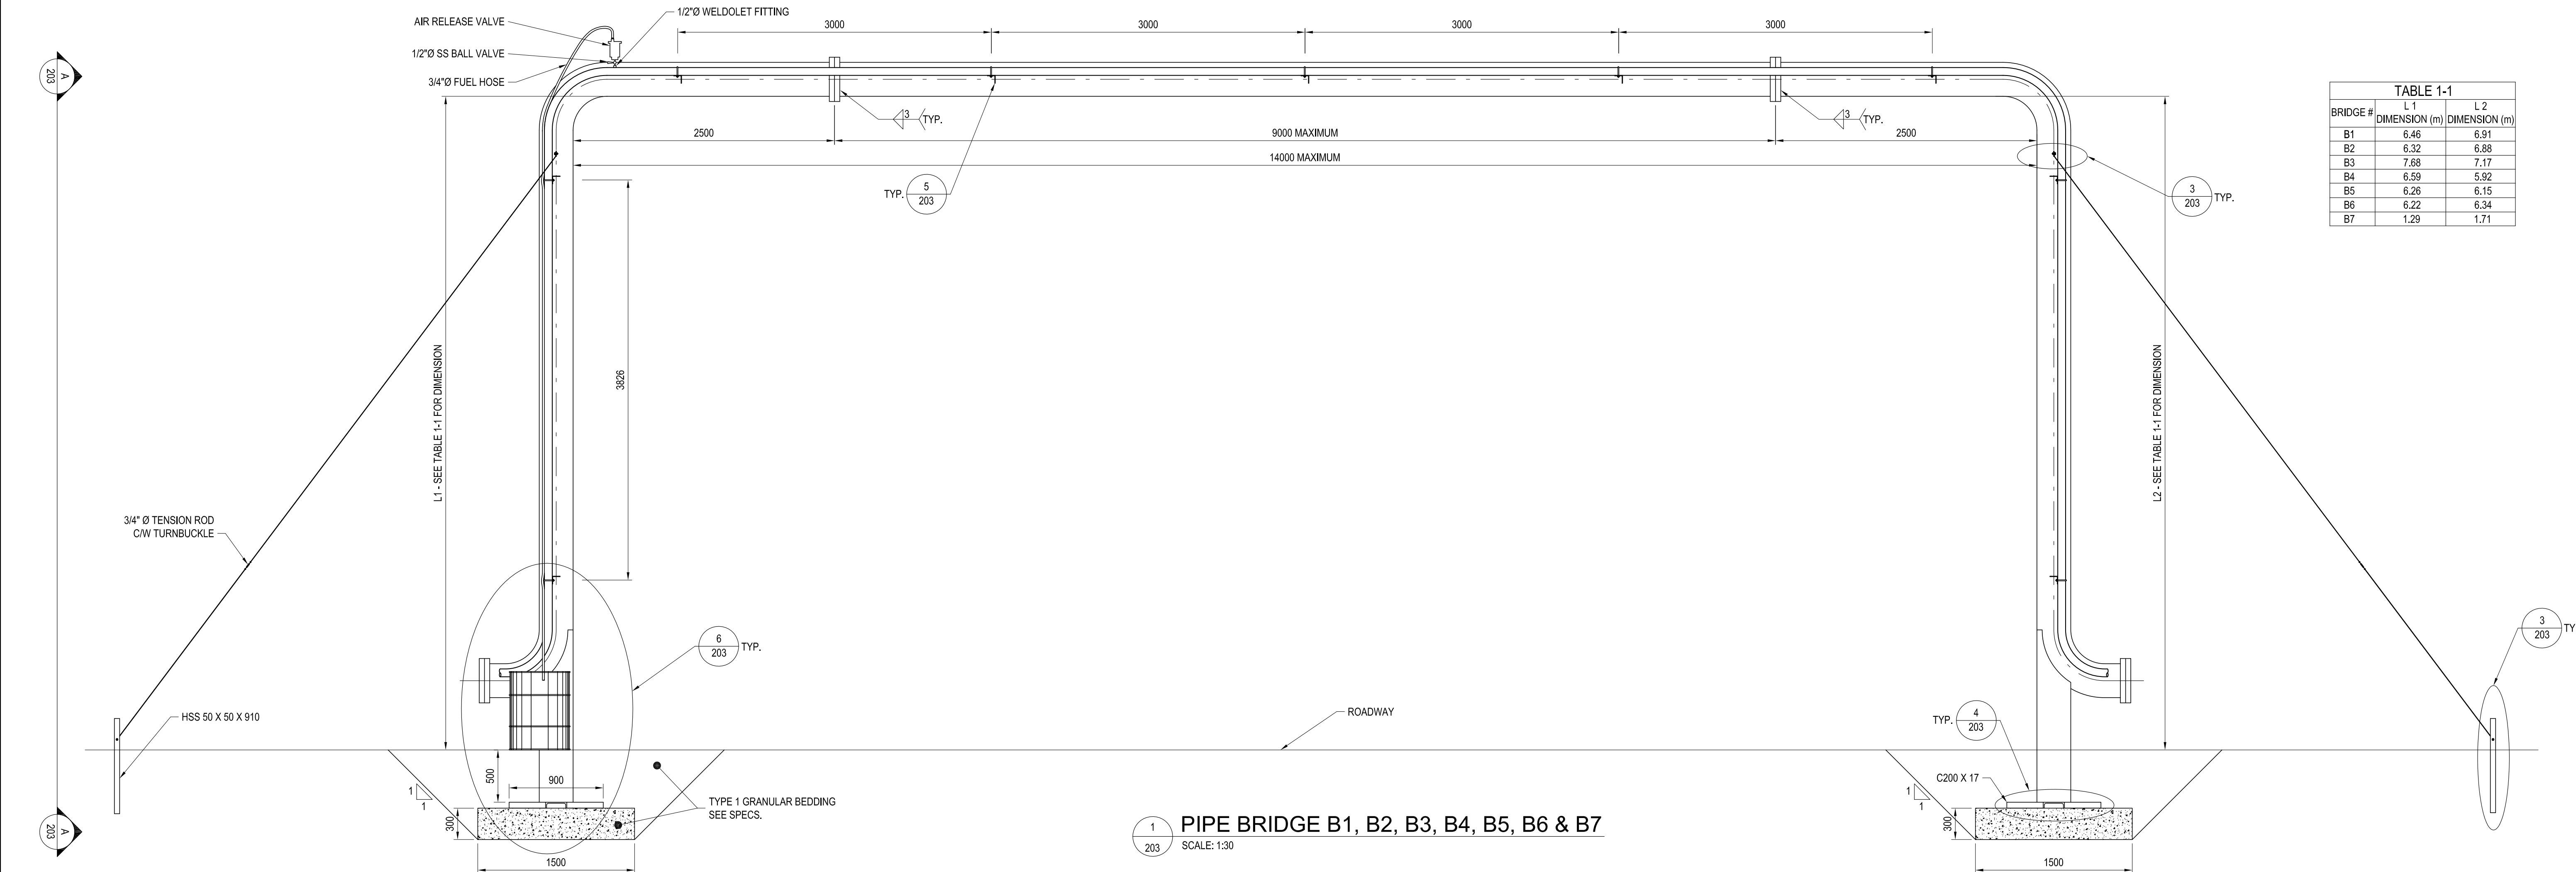 AIR RELEASE VALVE
1/2"Ø WELDOLET FITTING
1/2"Ø SS BALL VALVE
3/4"Ø FUEL HOSE
3000
3000
3000
3000
A
203
3
TYP.
3
TYP.
2500
9000 MAXIMUM
2500
14000 MAXIMUM
TYP.
5
203
3
203
TYP.
TABLE 1-1
BRIDGE # L 1 DIMENSION (m) L 2 DIMENSION (m)
B1 6.46 6.91
B2 6.32 6.88
B3 7.68 7.17
B4 6.59 5.92
B5 6.26 6.15
B6 6.22 6.34
B7 1.29 1.71
L1 - SEE TABLE 1-1 FOR DIMENSION
3826
L2 - SEE TABLE 1-1 FOR DIMENSION
3/4" Ø TENSION ROD
C/W TURNBUCKLE
6
203
TYP.
3
203
TY
HSS 50 X 50 X 910
ROADWAY
TYP.
4
203
500
900
C200 X 17
1
1
TYPE 1 GRANULAR BEDDING
SEE SPECS.
1
1
300
300
A
203
1500
1500
1
203
PIPE BRIDGE B1, B2, B3, B4, B5, B6 & B7
SCALE: 1:30